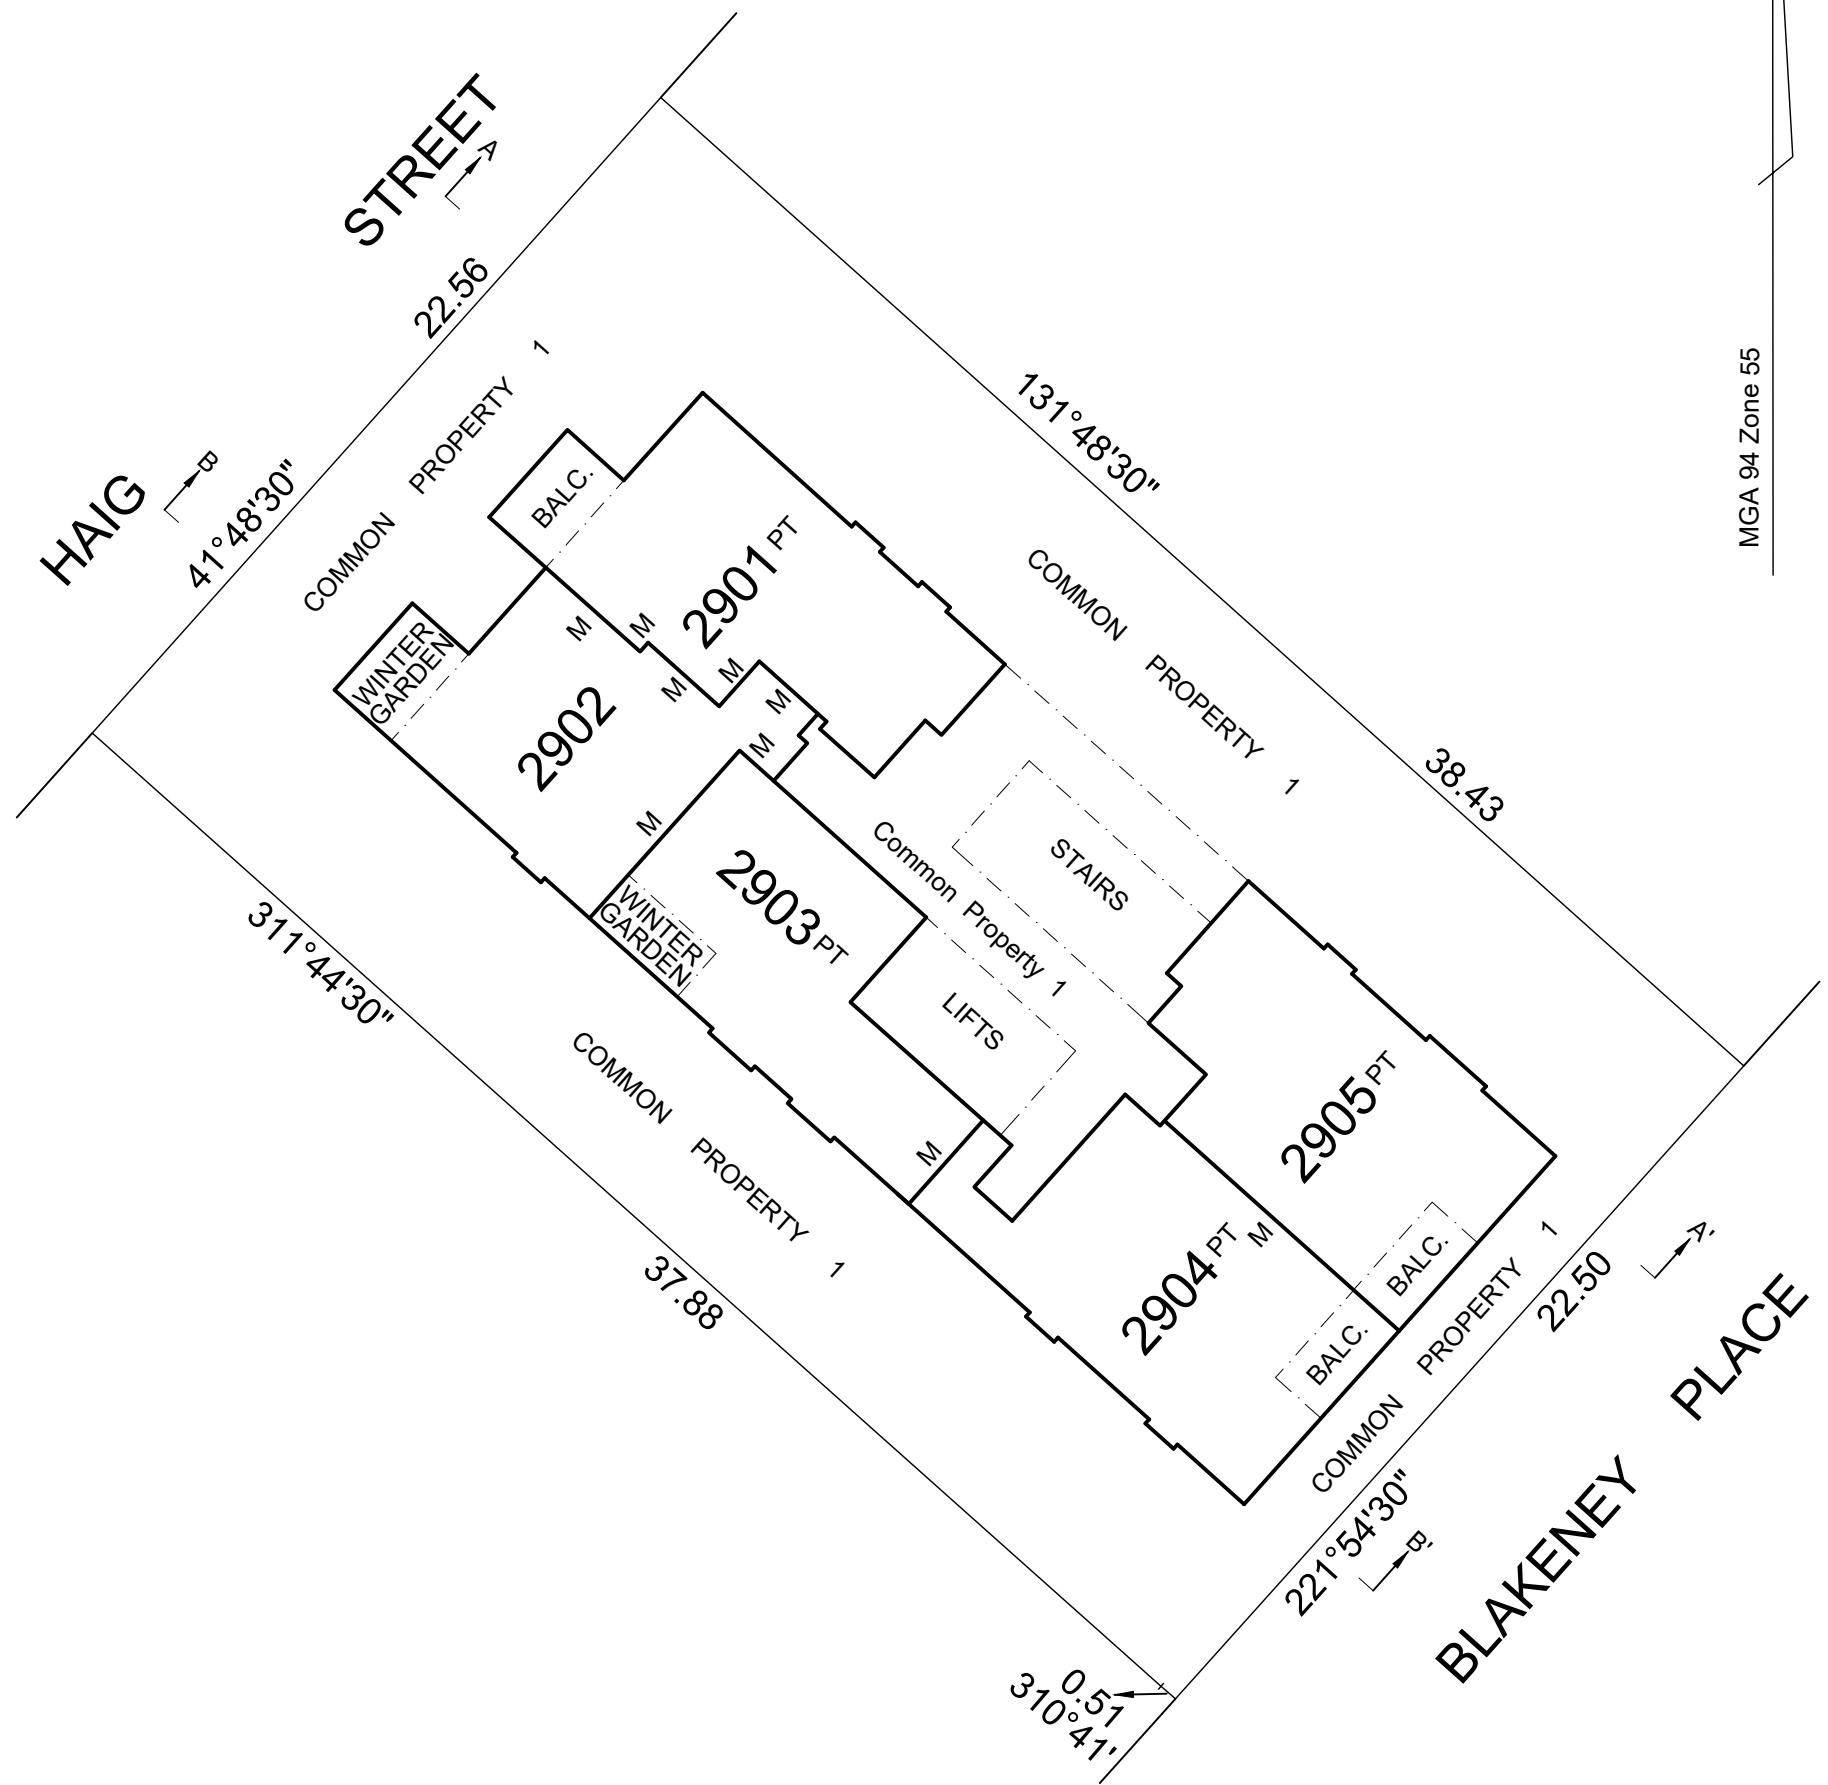 HAIG STREET
A
B
22.56
41°48'30"
131°48'30"
38.43
MGA 94 Zone 55
COMMON PROPERTY 1
BALC.
2901 PT
M
M
M
M
M
M
M
WINTER
GARDEN
2902
COMMON PROPERTY 1
STAIRS
Common Property 1
LIFTS
2903 PT
WINTER
GARDEN
M
311°44'30"
37.88
COMMON PROPERTY 1
2905 PT
BALC.
2904 PT
M
BALC.
COMMON PROPERTY 1
22.50
221°54'30"
A'
B'
BLAKENEY PLACE
0.51
310°41'